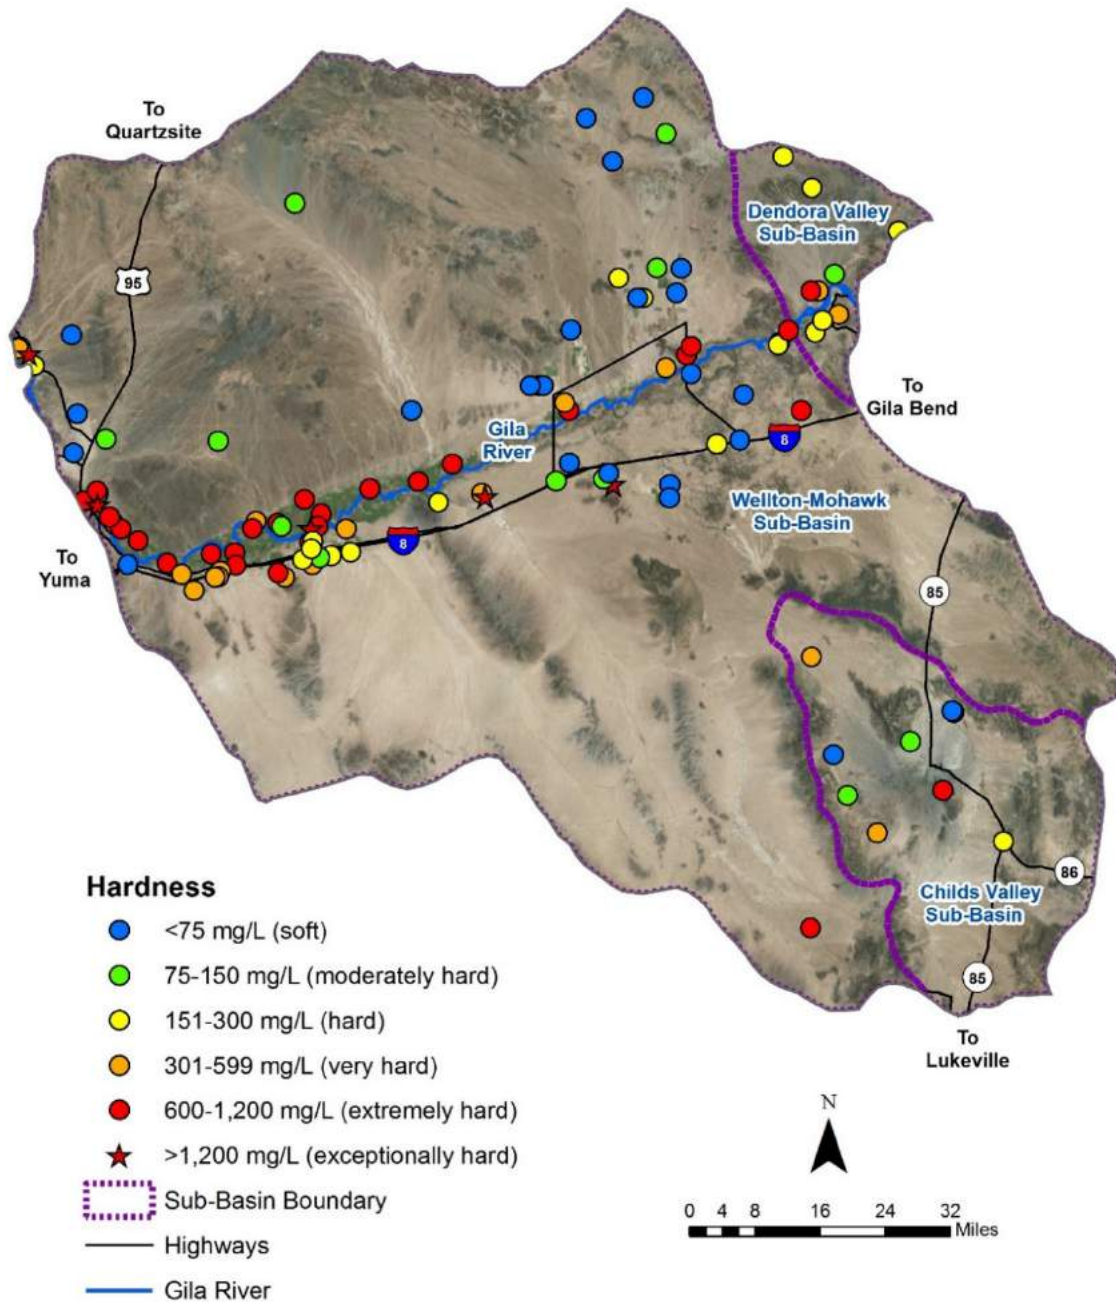 To
Quartzsite
95
Dendora Valley
Sub-Basin
To
Gila Bend
Gila
River
8
Wellton-Mohawk
Sub-Basin
8
To
Yuma
85
86
Childs Valley
Sub-Basin
85
To
Lukeville
Hardness
<75 mg/L (soft)
75-150 mg/L (moderately hard)
151-300 mg/L (hard)
301-599 mg/L (very hard)
600-1,200 mg/L (extremely hard)
>1,200 mg/L (exceptionally hard)
Sub-Basin Boundary
Highways
Gila River
N
0 4 8 16 24 32
Miles